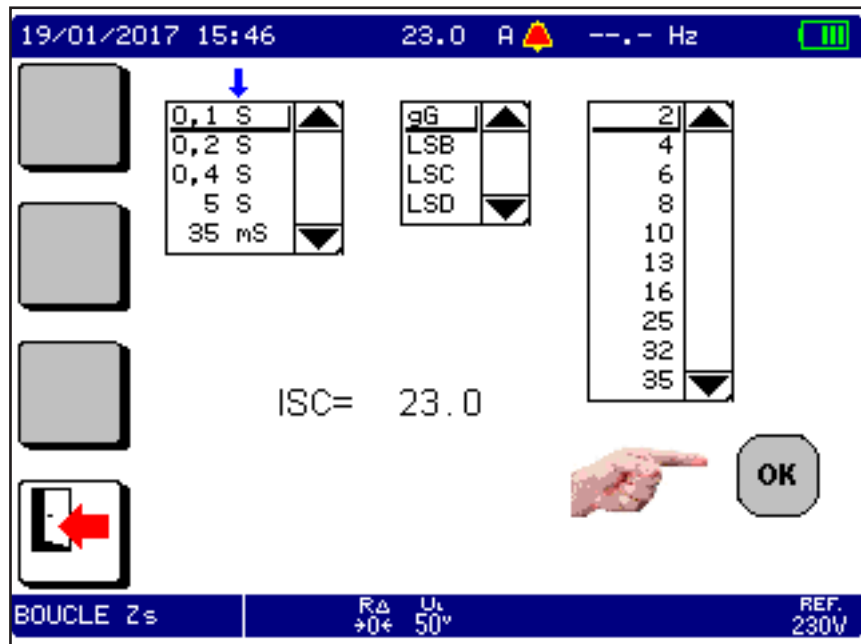 19/01/2017 15:46 23.0 A --.- Hz
0,1 S
0,2 S
0,4 S
5 S
35 mS
gG
LSB
LSC
LSD
2
4
6
8
10
13
16
25
32
35
ISC= 23.0
OK
BOUCLE Zs
RΔ
→0←
UL
50V
REF.
230V